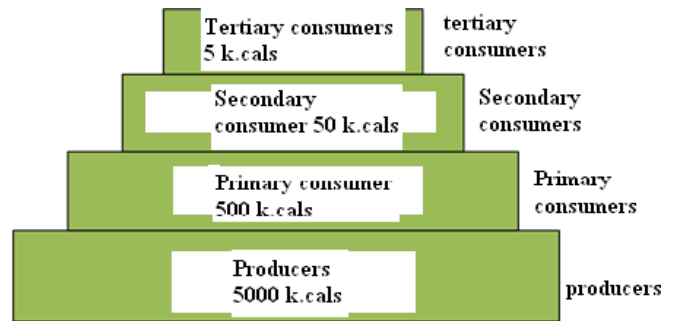 Tertiary consumers
5 k.cals
tertiary
consumers
Secondary
consumer 50 k.cals
Secondary
consumers
Primary consumer
500 k.cals
Primary
consumers
Producers
5000 k.cals
producers